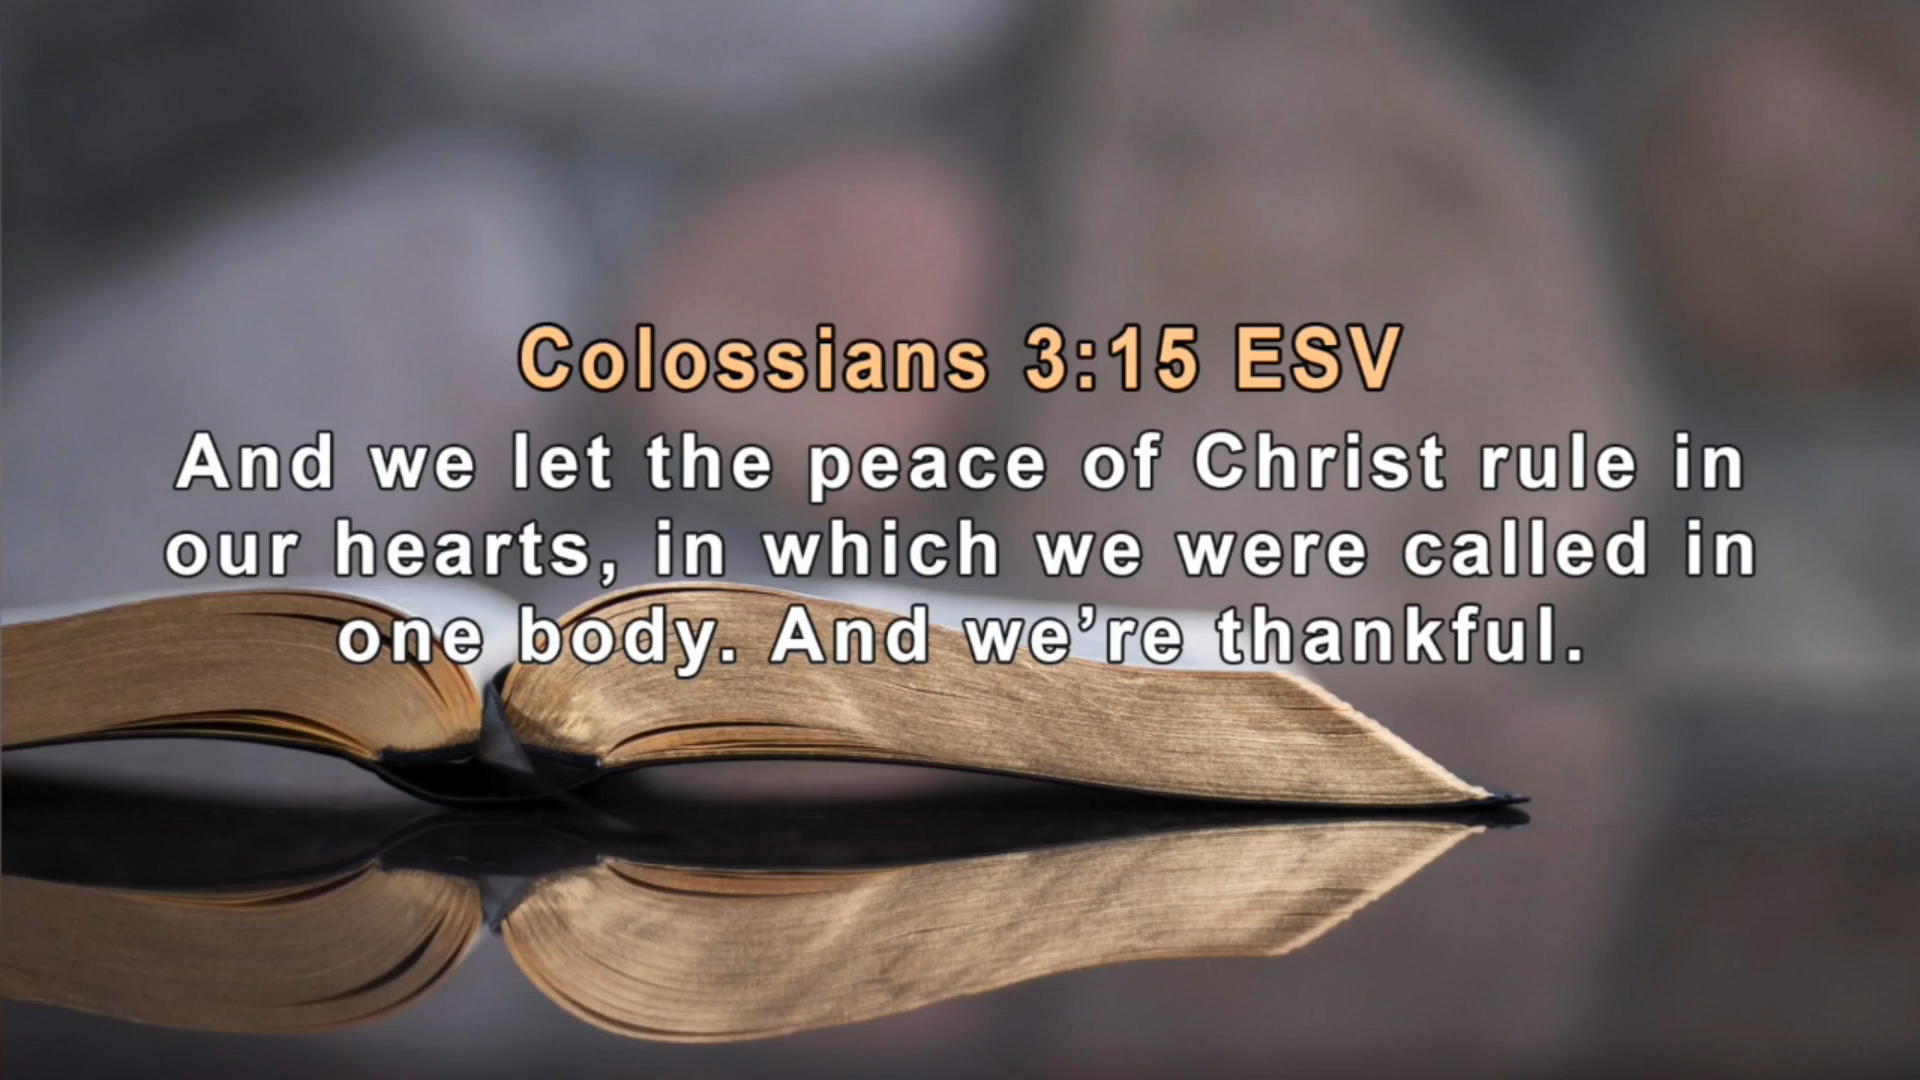 Colossians 3:15 ESV
And we let the peace of Christ rule in
our hearts, in which we were called in
one body. And we’re thankful.